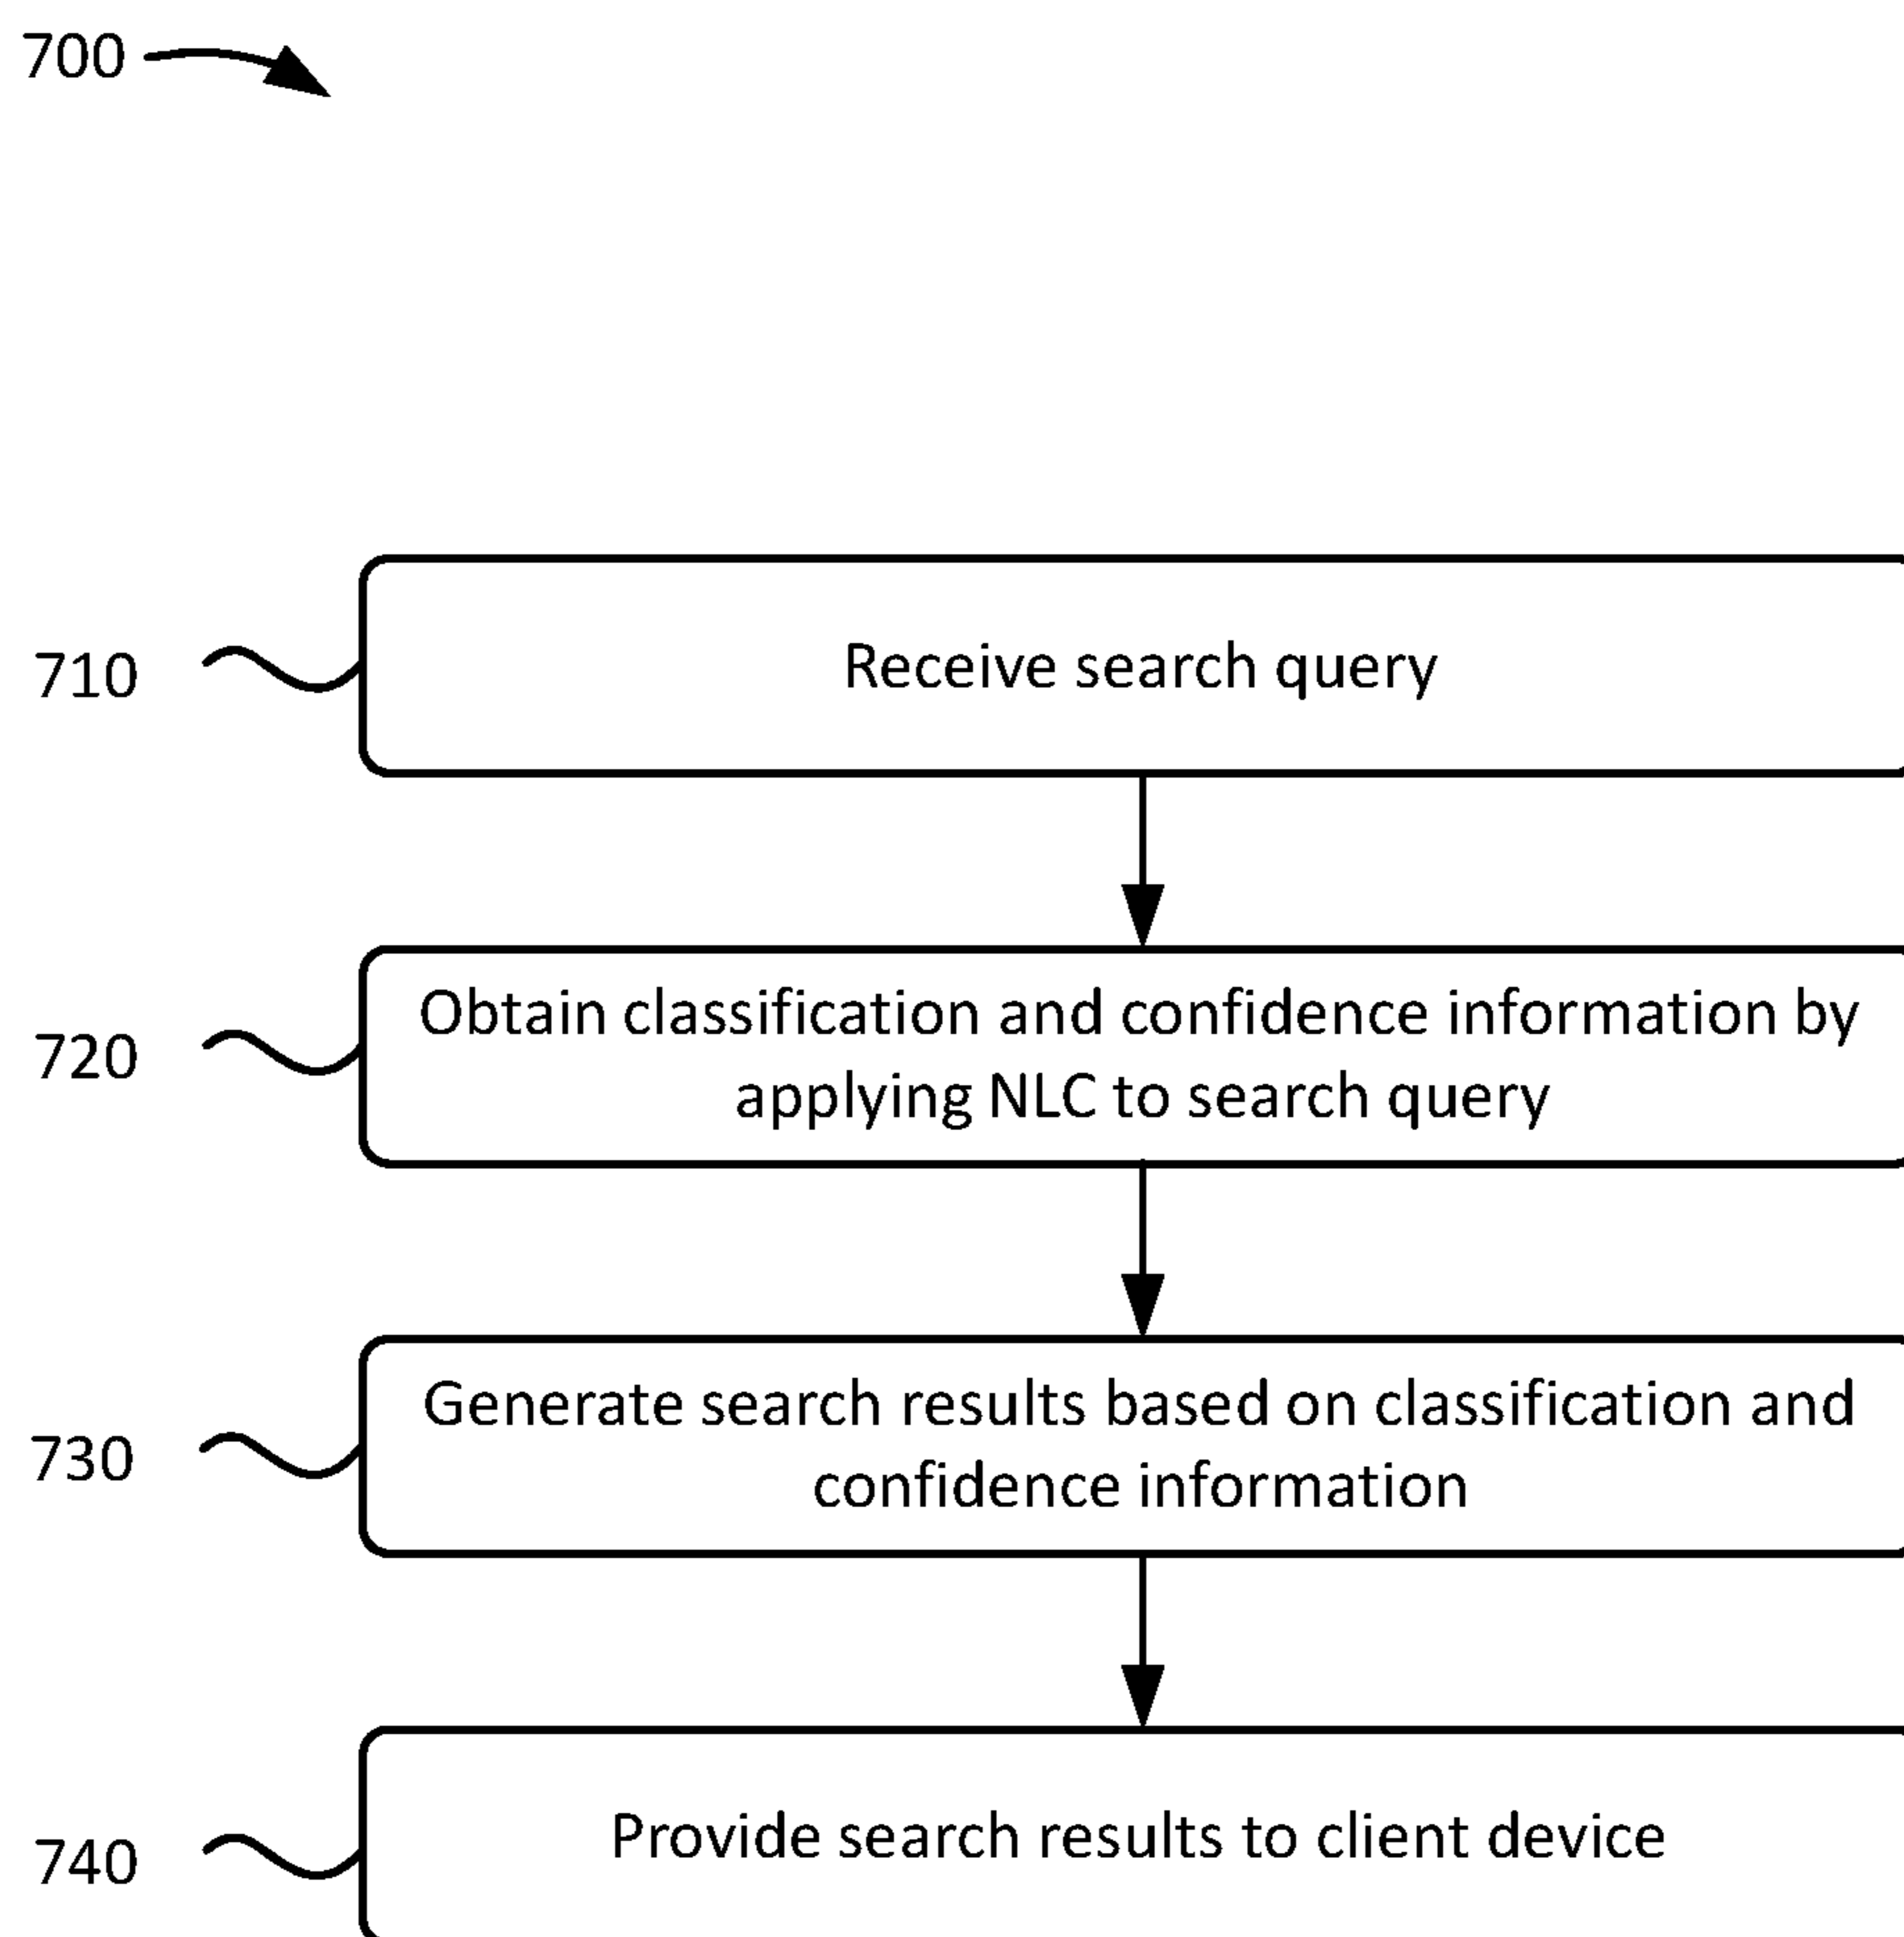 700
710
Receive search query
720
Obtain classification and confidence information by
applying NLC to search query
730
Generate search results based on classification and
confidence information
740
Provide search results to client device